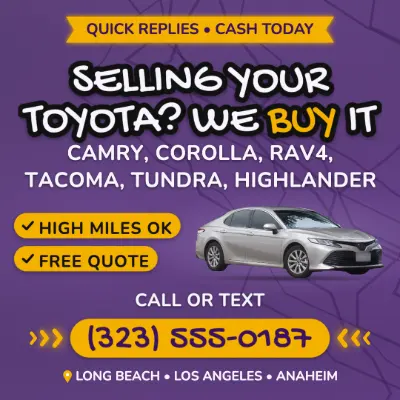 QUICK REPLIES • CASH TODAY
SELLING YOUR
TOYOTA? WE BUY IT
CAMRY, COROLLA, RAV4,
TACOMA, TUNDRA, HIGHLANDER
HIGH MILES OK
FREE QUOTE
CALL OR TEXT
(323) 555-0187
LONG BEACH • LOS ANGELES • ANAHEIM